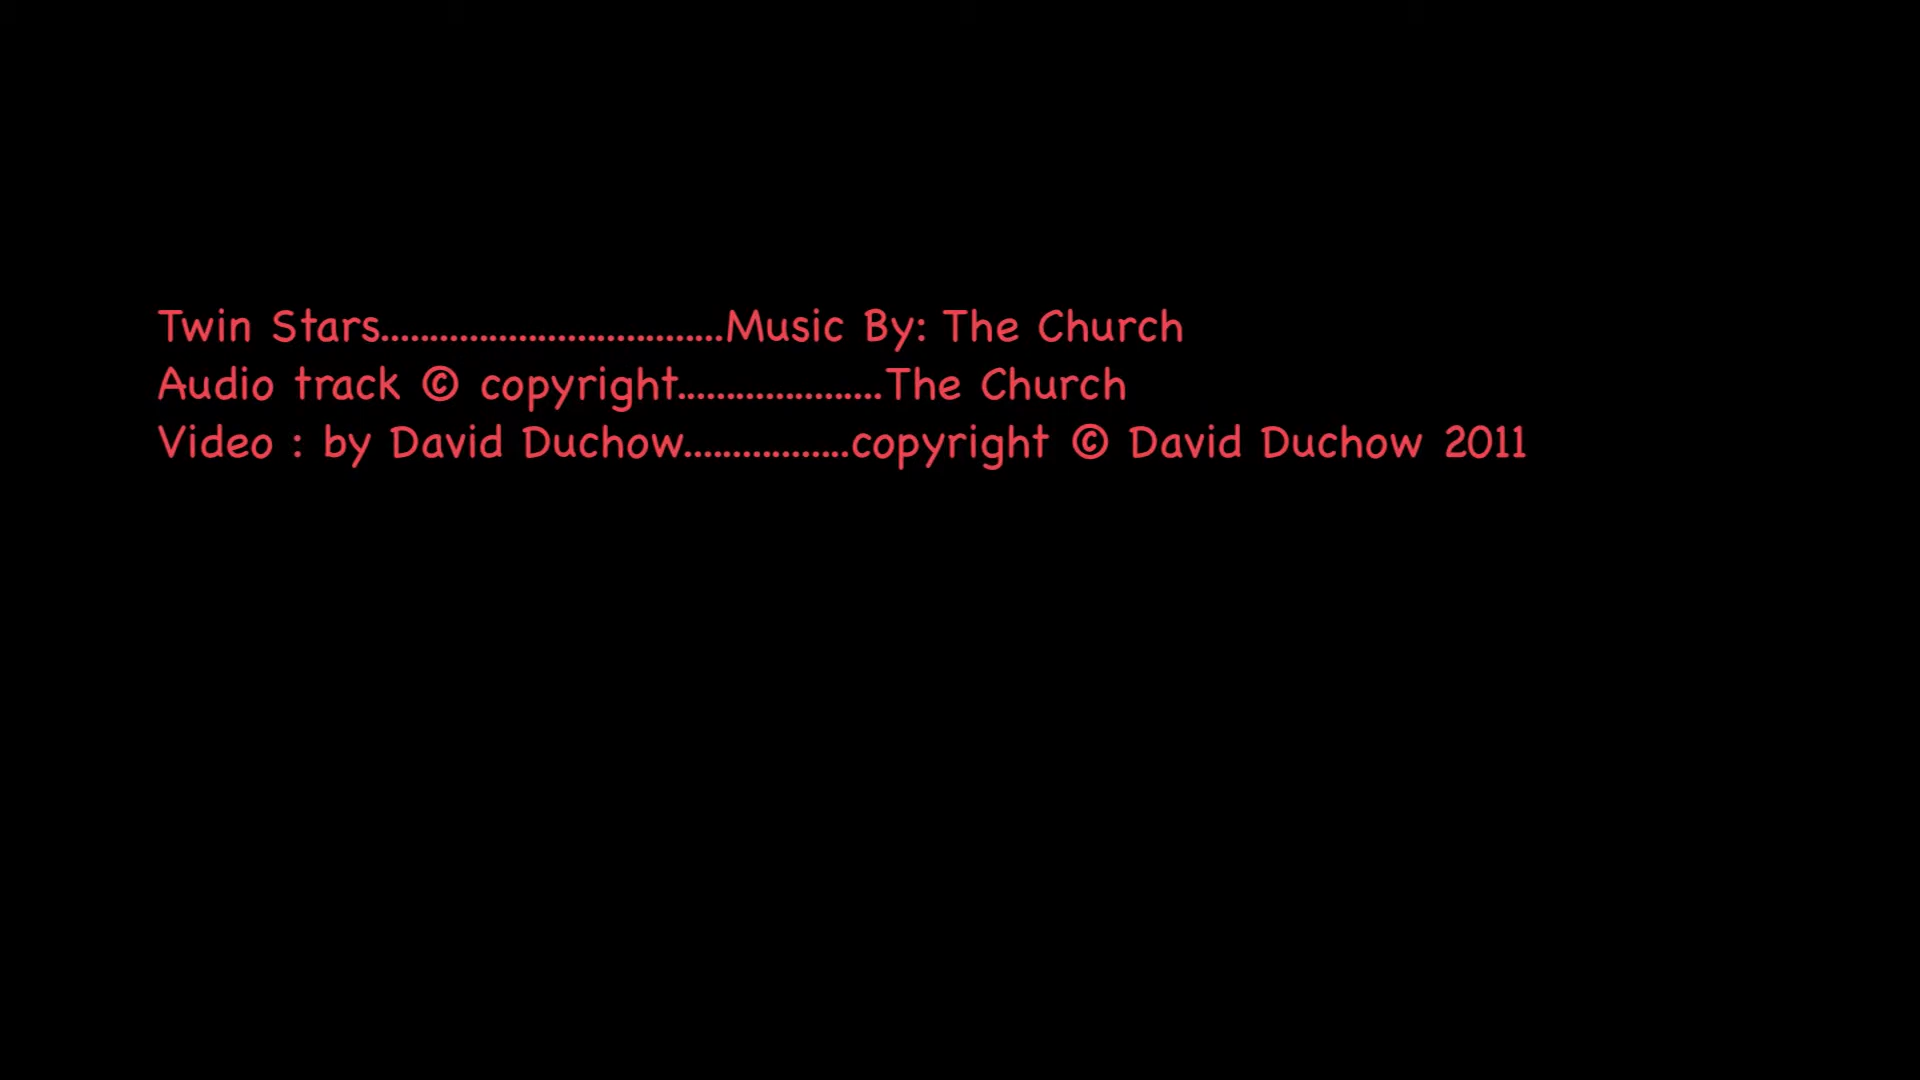 Twin Stars...................................Music By: The Church
Audio track © copyright.....................The Church
Video : by David Duchow.................copyright © David Duchow 2011